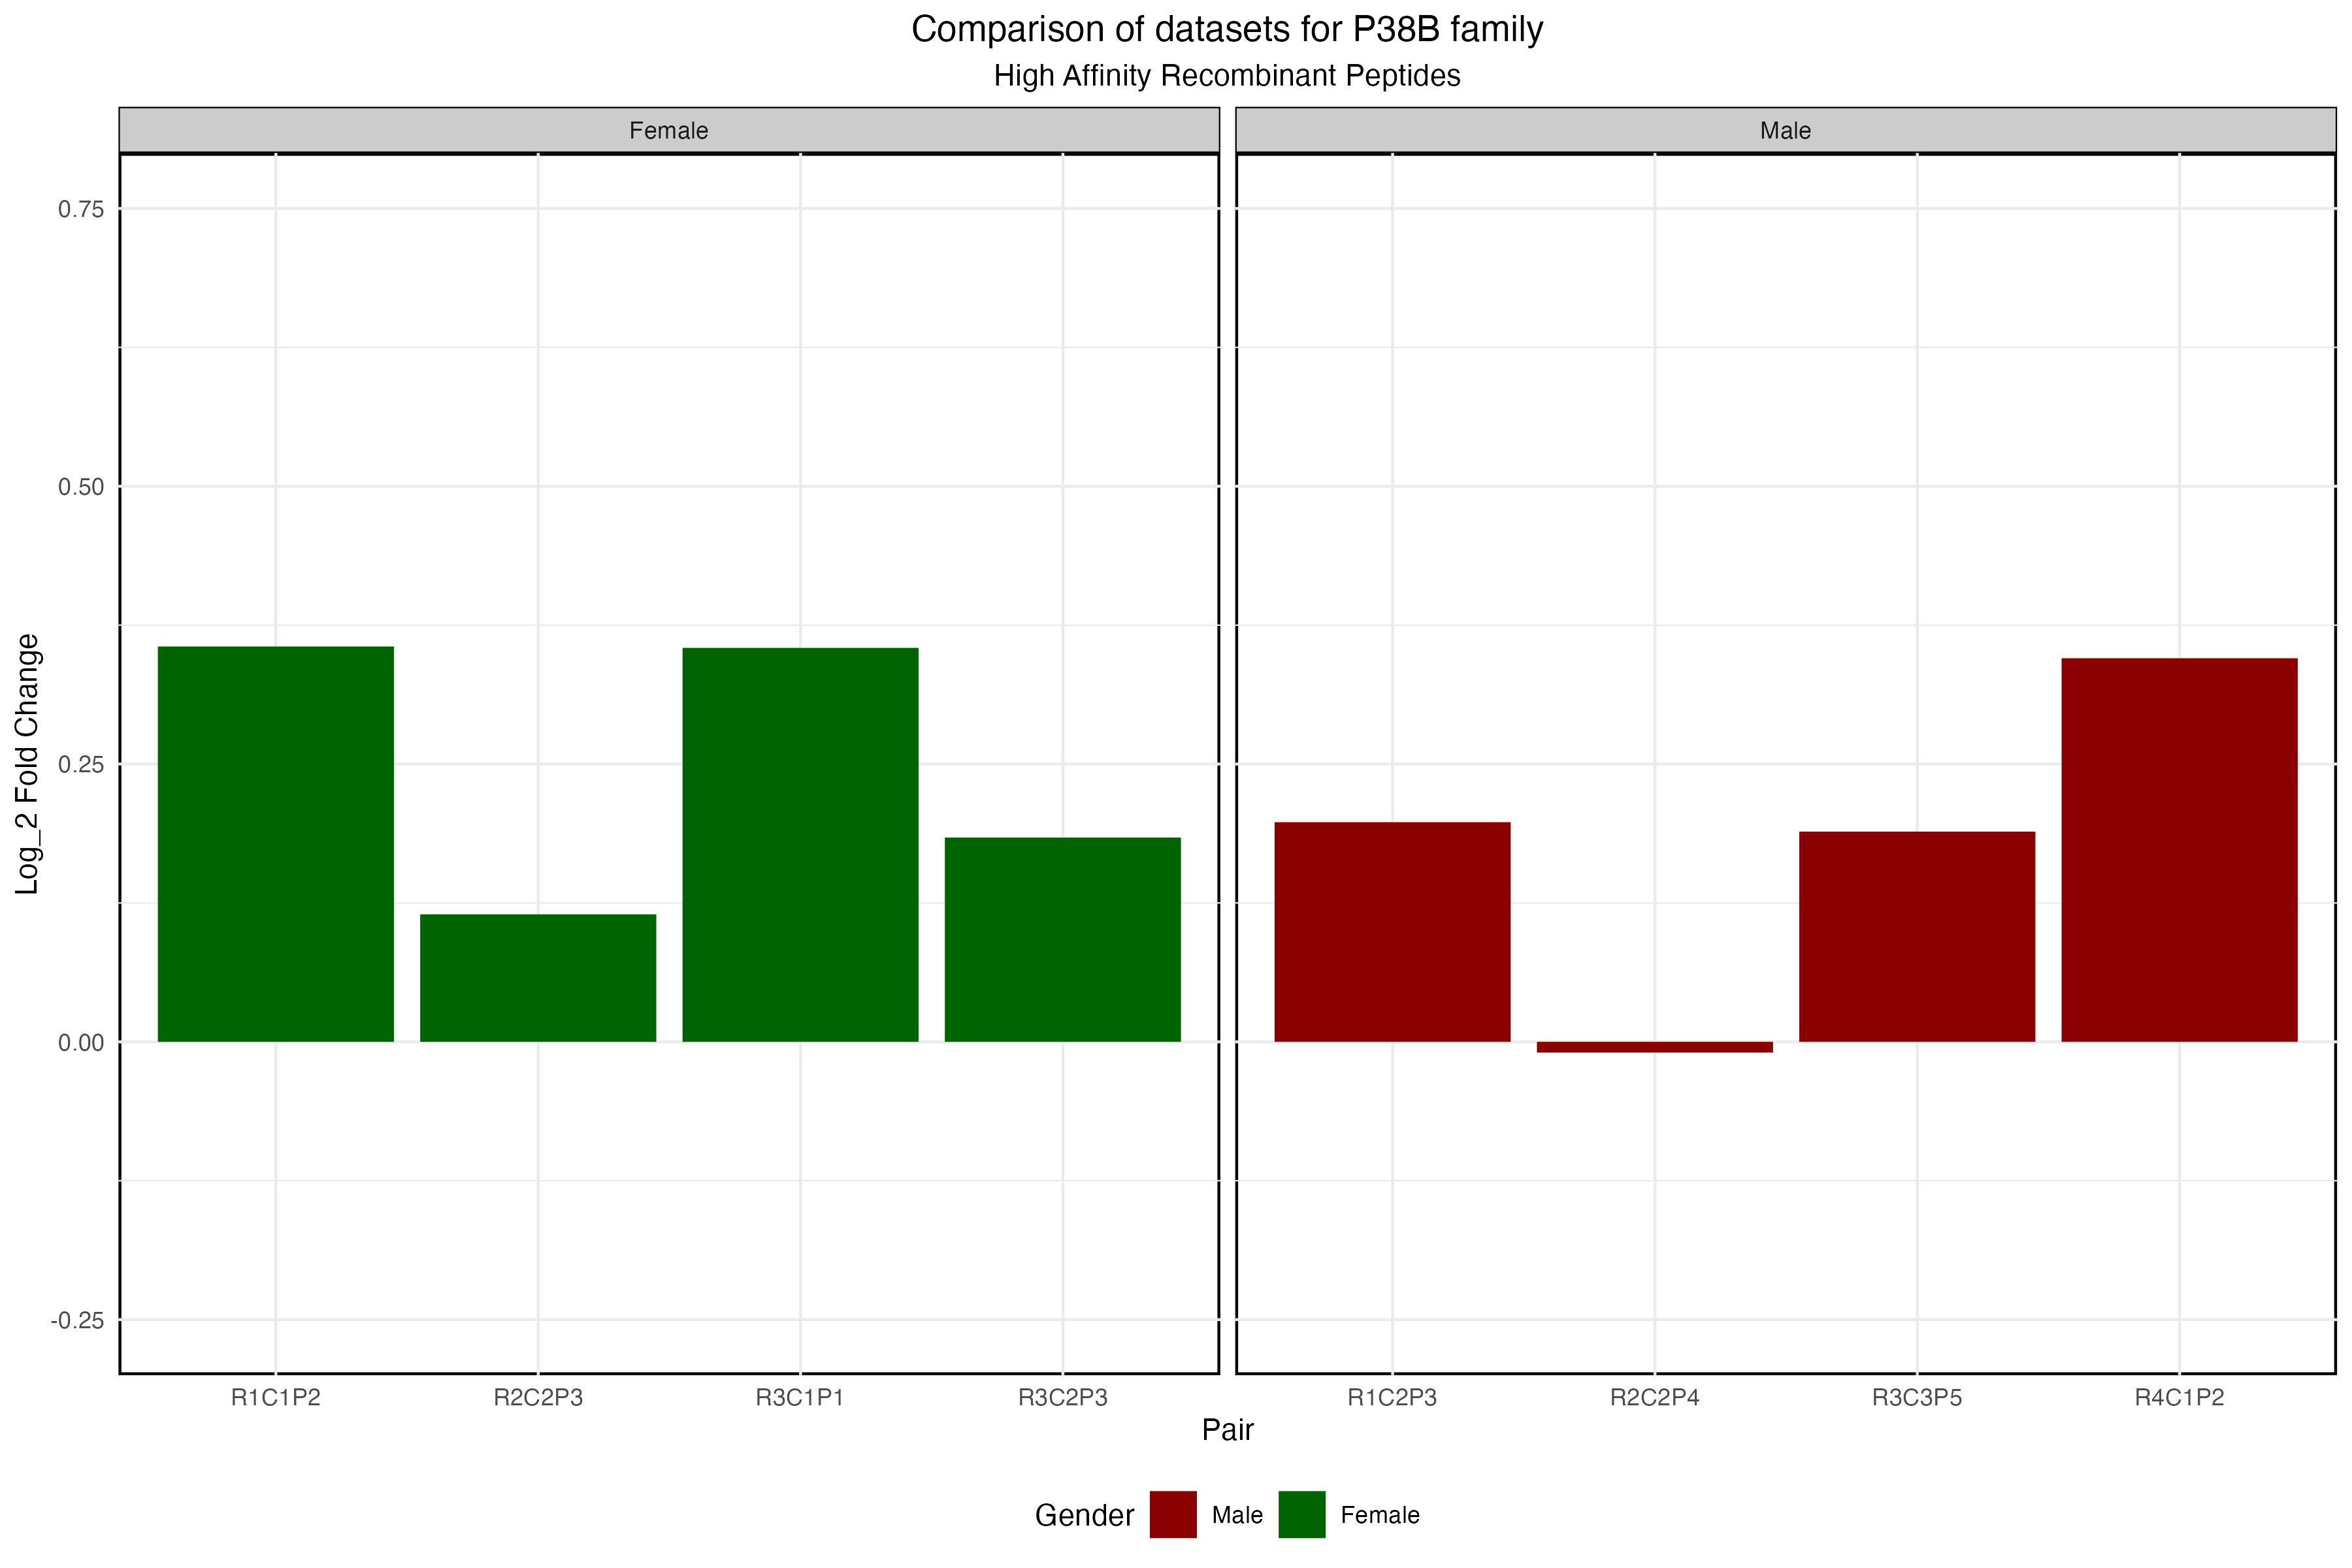 Comparison of datasets for P38B family
High Affinity Recombinant Peptides
Female
Male
0.75
0.50
0.25
0.00
-0.25
Log_2 Fold Change
R1C1P2
R2C2P3
R3C1P1
R3C2P3
R1C2P3
R2C2P4
R3C3P5
R4C1P2
Pair
Gender
Male
Female